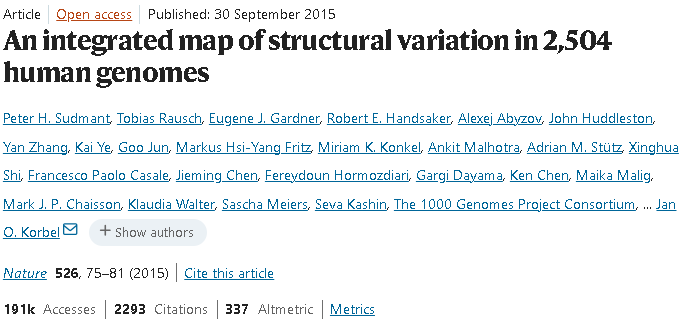 Article Open access Published: 30 September 2015
An integrated map of structural variation in 2,504
human genomes
Peter H. Sudmant, Tobias Rausch, Eugene J. Gardner, Robert E. Handsaker, Alexej Abyzov, John Huddleston,
Yan Zhang, Kai Ye, Goo Jun, Markus Hsi-Yang Fritz, Miriam K. Konkel, Ankit Malhotra, Adrian M. Stütz, Xinghua
Shi, Francesco Paolo Casale, Jieming Chen, Fereydoun Hormozdiari, Gargi Dayama, Ken Chen, Maika Malig,
Mark J. P. Chaisson, Klaudia Walter, Sascha Meiers, Seva Kashin, The 1000 Genomes Project Consortium, ... Jan
O. Korbel + Show authors
Nature 526, 75–81 (2015) Cite this article
191k Accesses 2293 Citations 337 Altmetric Metrics